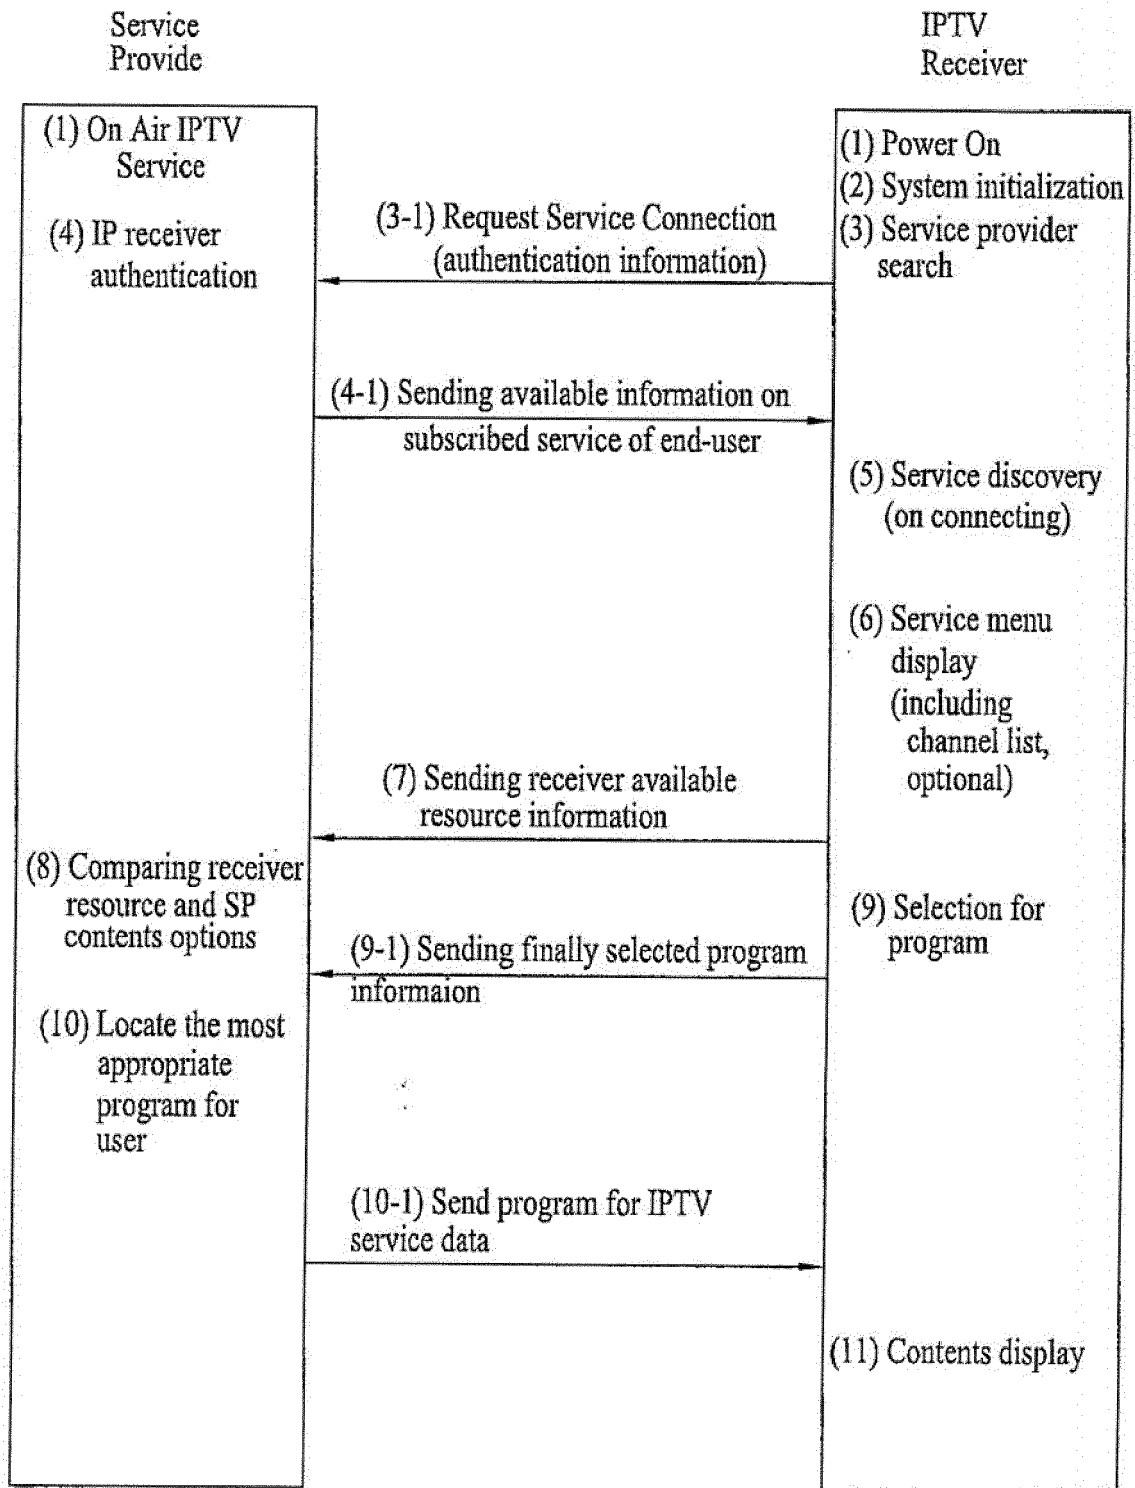 Service
Provide
IPTV
Receiver
(1) On Air IPTV
Service
(1) Power On
(2) System initialization
(3) Service provider
search
(3-1) Request Service Connection
(authentication information)
(4) IP receiver
authentication
(4-1) Sending available information on
subscribed service of end-user
(5) Service discovery
(on connecting)
(6) Service menu
display
(including
channel list,
optional)
(7) Sending receiver available
resource information
(8) Comparing receiver
resource and SP
contents options
(9) Selection for
program
(9-1) Sending finally selected program
informaion
(10) Locate the most
appropriate
program for
user
(10-1) Send program for IPTV
service data
(11) Contents display